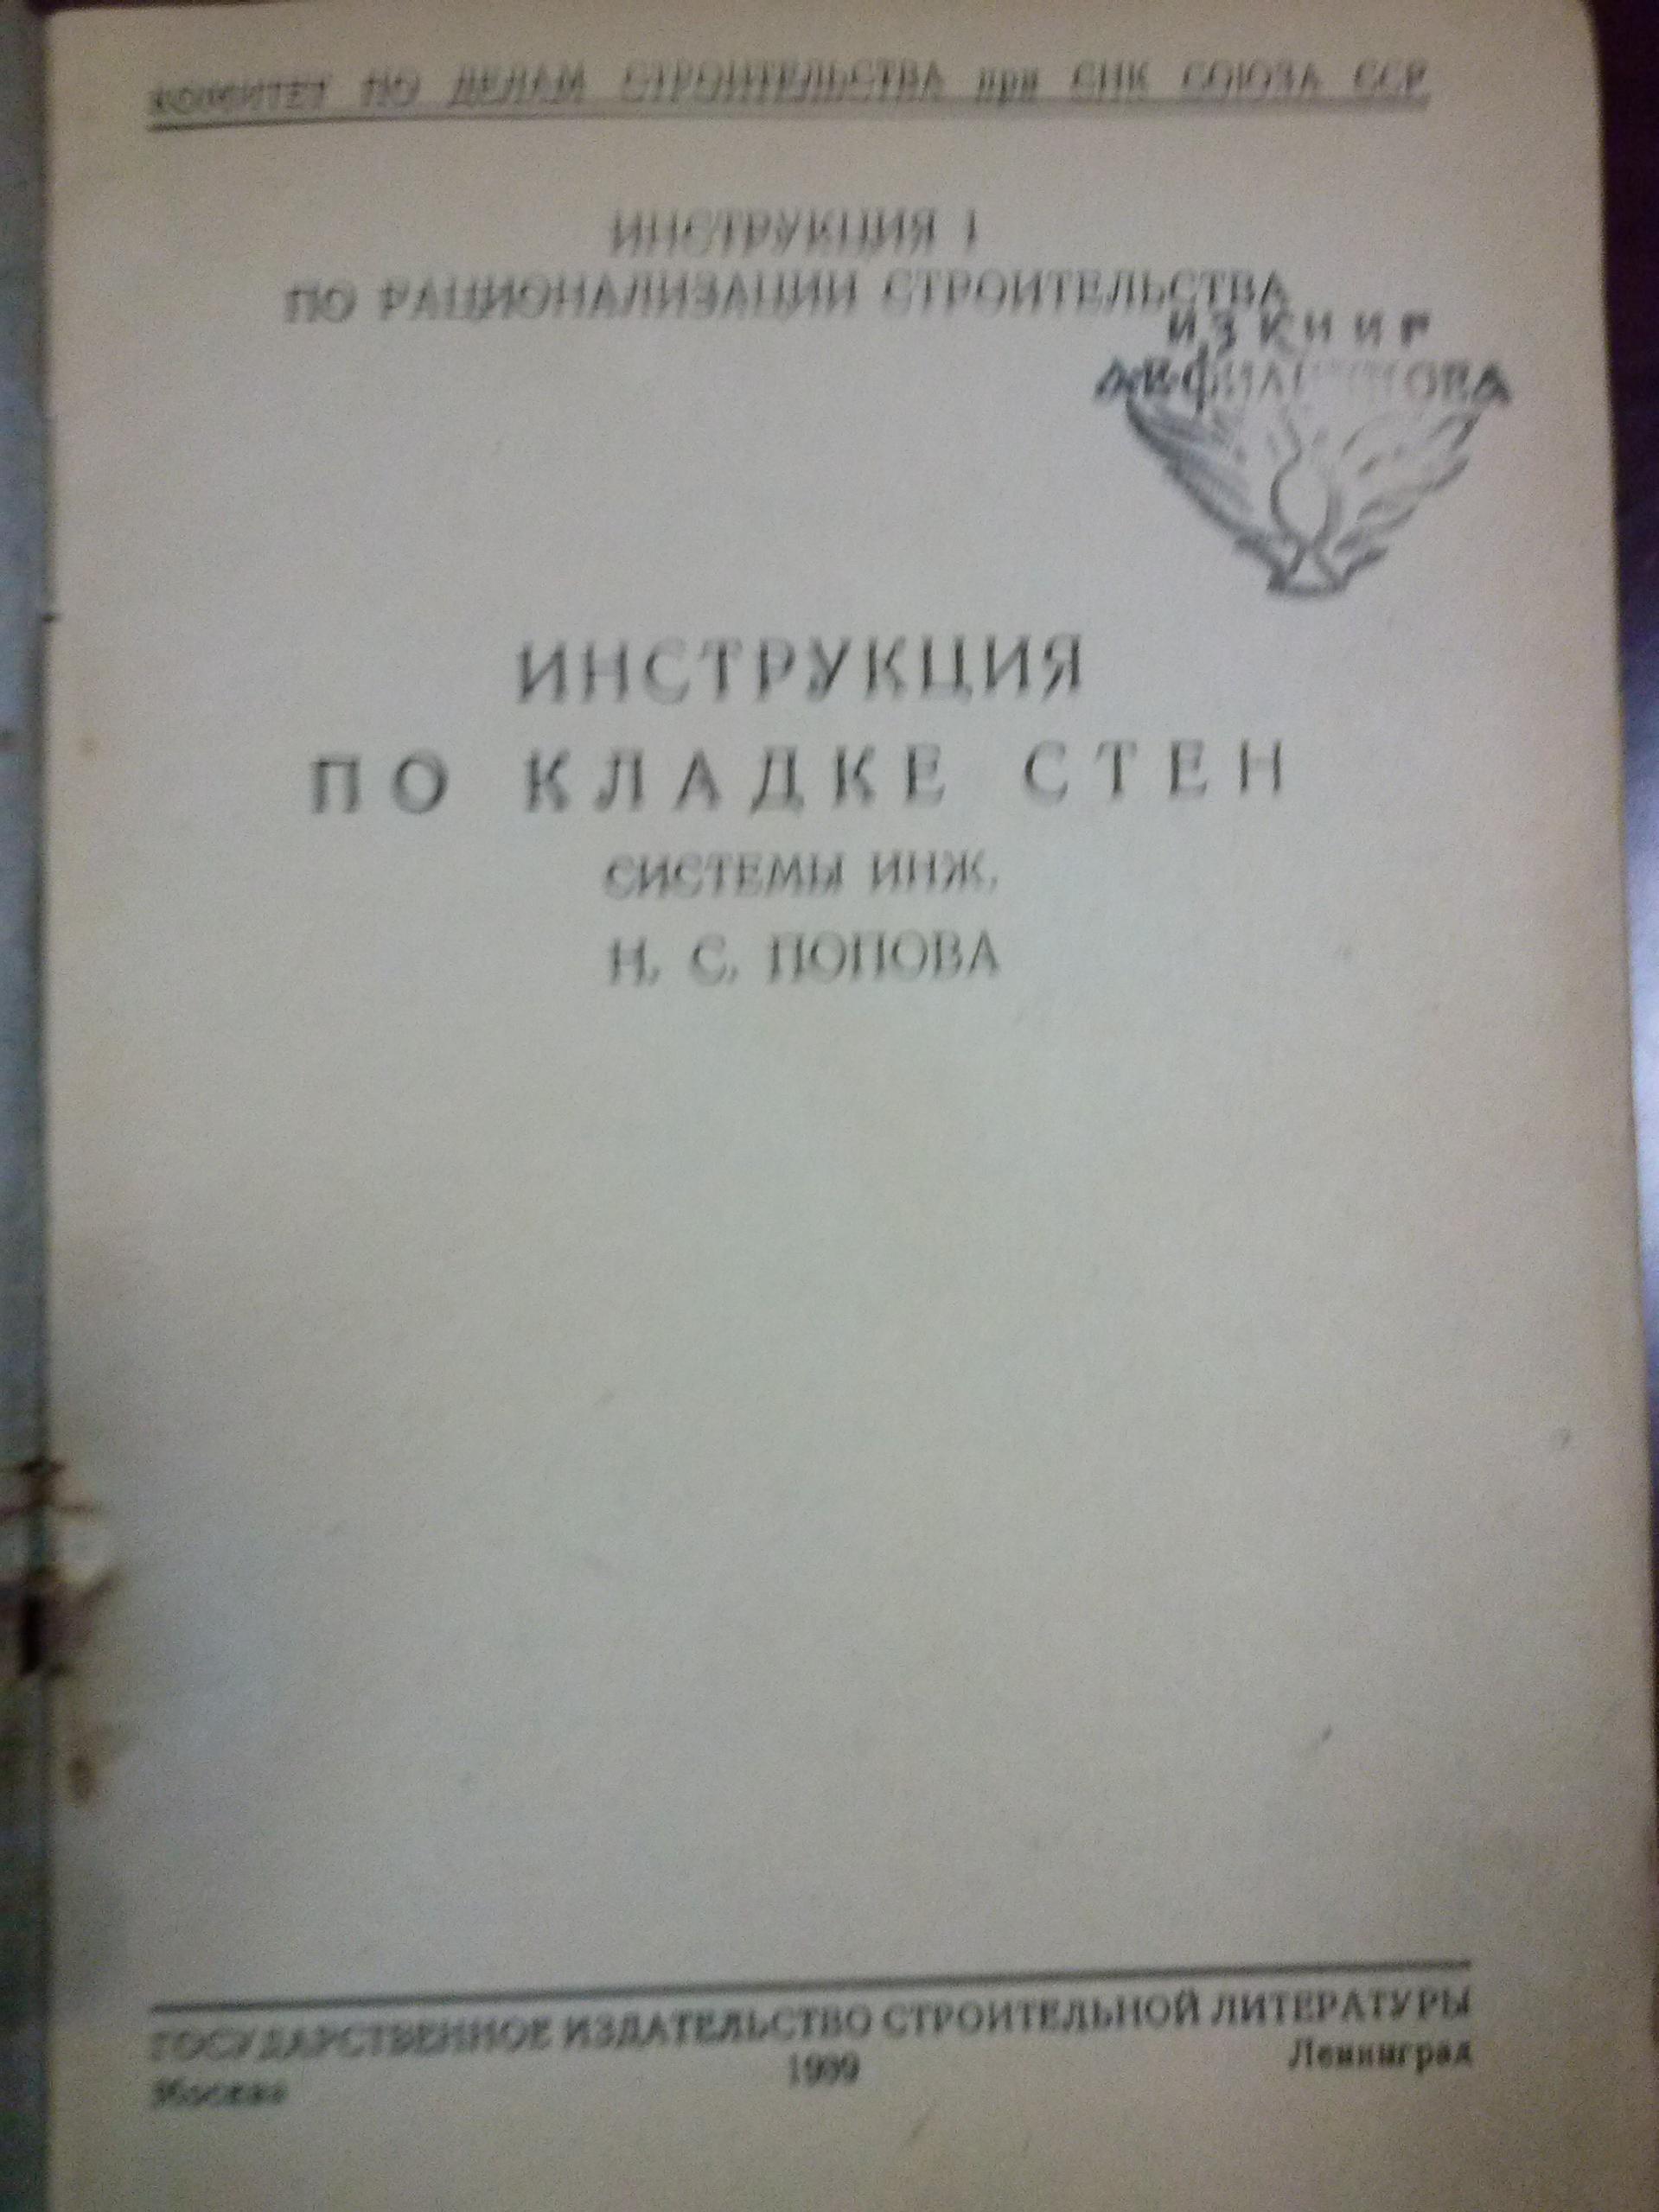 КОМИТЕТ ПО ДЕЛАМ СТРОИТЕЛЬСТВА при СНК СОЮЗА ССР
ИНСТРУКЦИЯ I
ПО РАЦИОНАЛИЗАЦИИ СТРОИТЕЛЬСТВА
ИЗ КНИГ
ИНСТРУКЦИЯ
ПО КЛАДКЕ СТЕН
СИСТЕМЫ ИНЖ.
Н. С. ПОПОВА
ГОСУДАРСТВЕННОЕ ИЗДАТЕЛЬСТВО СТРОИТЕЛЬНОЙ ЛИТЕРАТУРЫ
Москва 1939 Ленинград